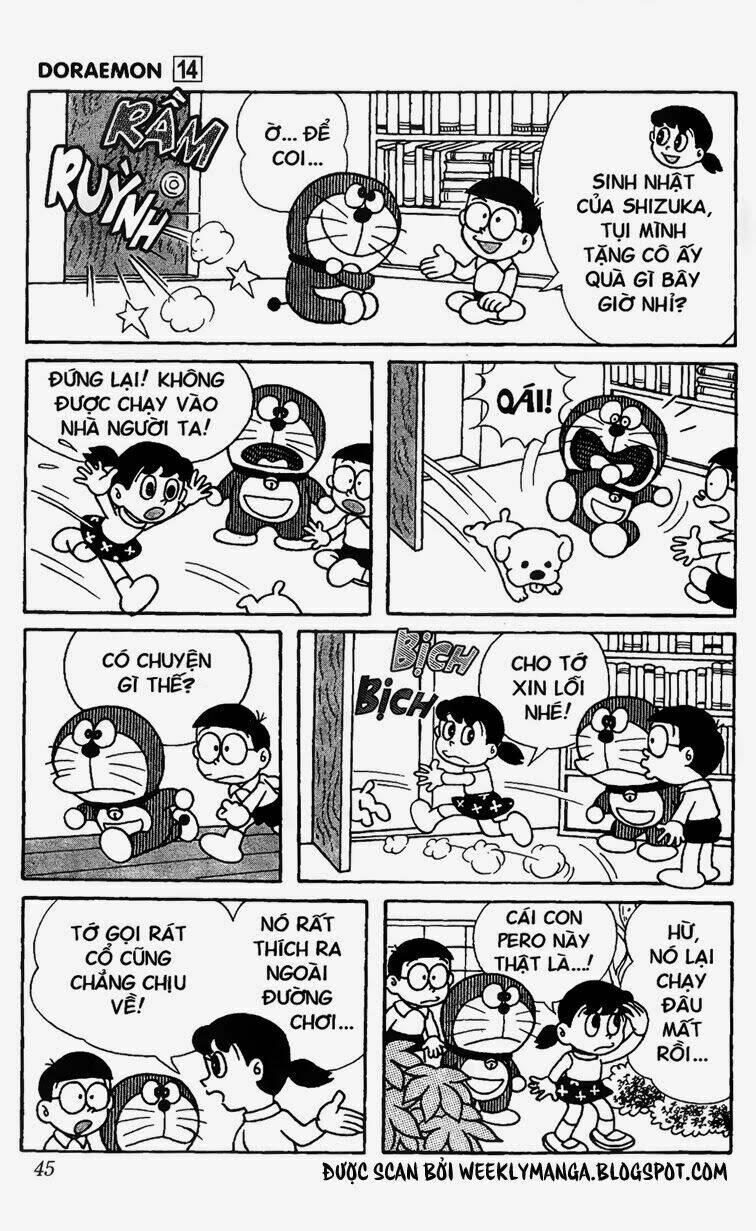 DORAEMON 14
SINH NHẬT
CỦA SHIZUKA,
TỤI MÌNH
TẶNG CÔ ẤY
QUÀ GÌ BÂY
GIỜ NHỈ?
Ờ... ĐỂ
COI...
RẦM
RUỲNH
QÁI!
ĐỨNG LẠI! KHÔNG
ĐƯỢC CHẠY VÀO
NHÀ NGƯỜI TA!
CHO TỚ
XIN LỖI
NHÉ!
BỊCH
BỊCH
CÓ CHUYỆN
GÌ THẾ?
HỪ,
NÓ LẠI
CHẠY
ĐÂU
MẤT
RỒI...
CÁI CON
PERO NÀY
THẬT LÀ...!
NÓ RẤT
THÍCH RA
NGOÀI
ĐƯỜNG
CHƠI...
TỚ GỌI RÁT
CỔ CŨNG
CHẲNG CHỊU
VỀ!
45
ĐƯỢC SCAN BỞI WEEKLYMANGA.BLOGSPOT.COM